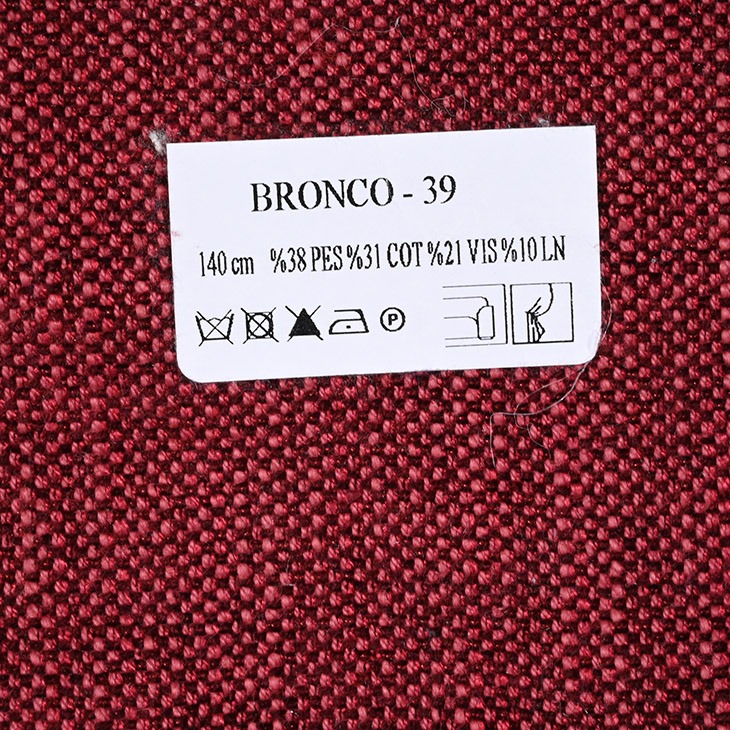 BRONCO - 39
140 cm %38 PES %31 COT %21 VIS %10 LN
P